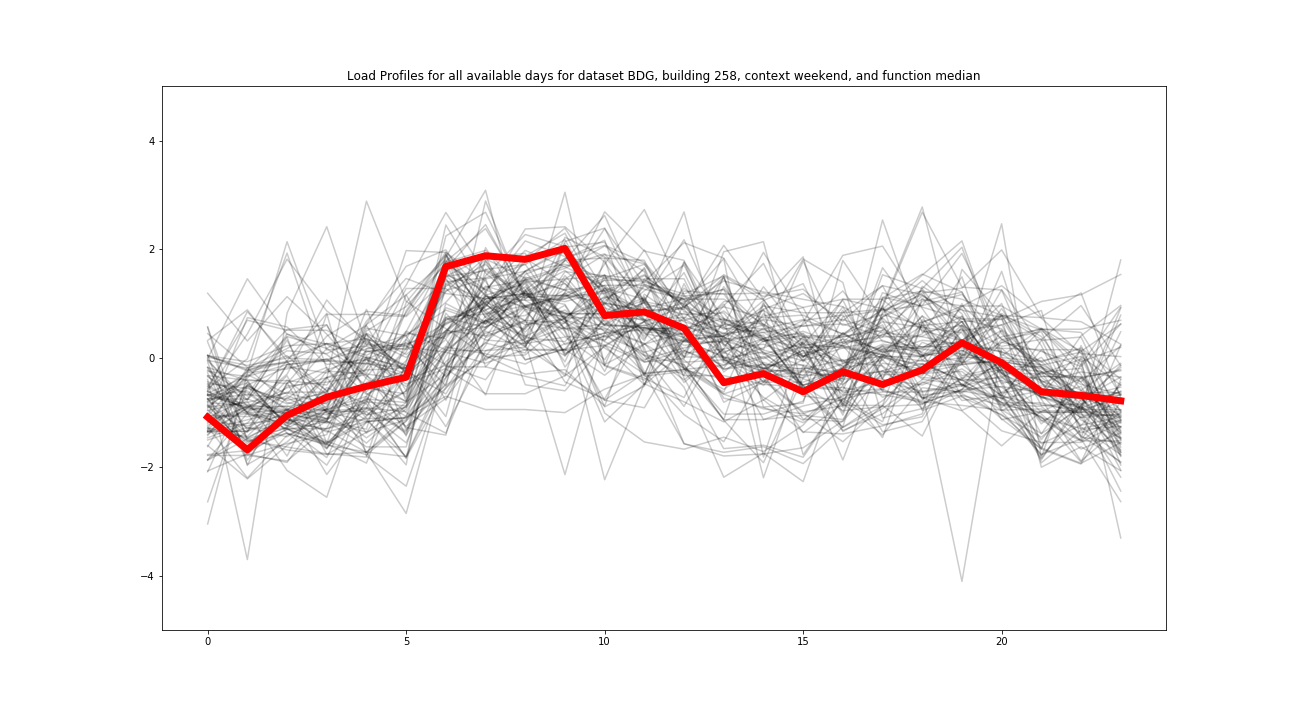 Load Profiles for all available days for dataset BDG, building 258, context weekend, and function median
4
2
0
−2
−4
0 5 10 15 20